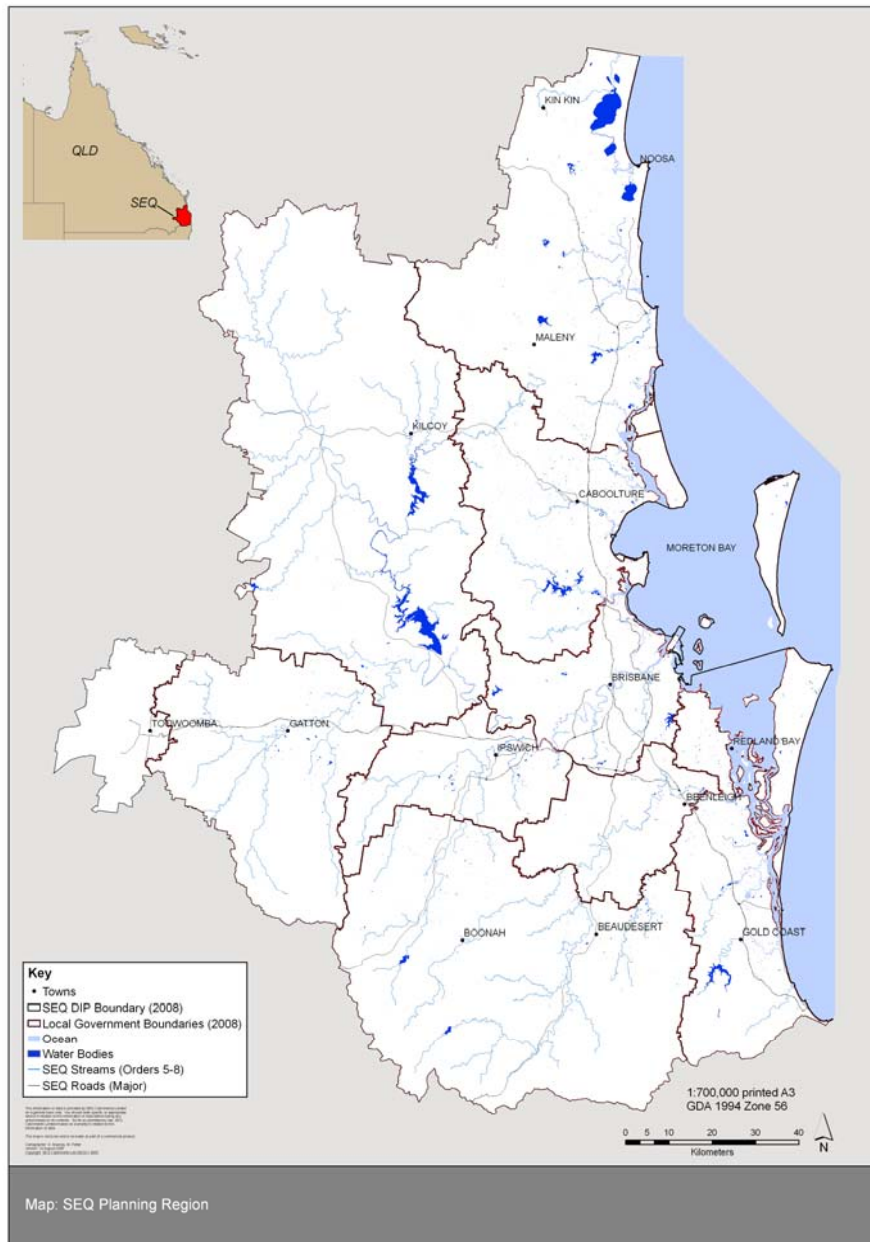 QLD
SEQ
KIN KIN
NOOSA
MALENY
KILCOY
CABOOLTURE
MORETON BAY
BRISBANE
TOOWOOMBA
GATTON
IPSWICH
REDLAND BAY
BEENLEIGH
BOONAH
BEAUDESERT
GOLD COAST
Key
Towns
SEQ DIP Boundary (2008)
Local Government Boundaries (2008)
Ocean
Water Bodies
SEQ Streams (Orders 5-8)
SEQ Roads (Major)
1:700,000 printed A3
GDA 1994 Zone 56
0 5 10 20 30 40
Kilometers
N
Map: SEQ Planning Region